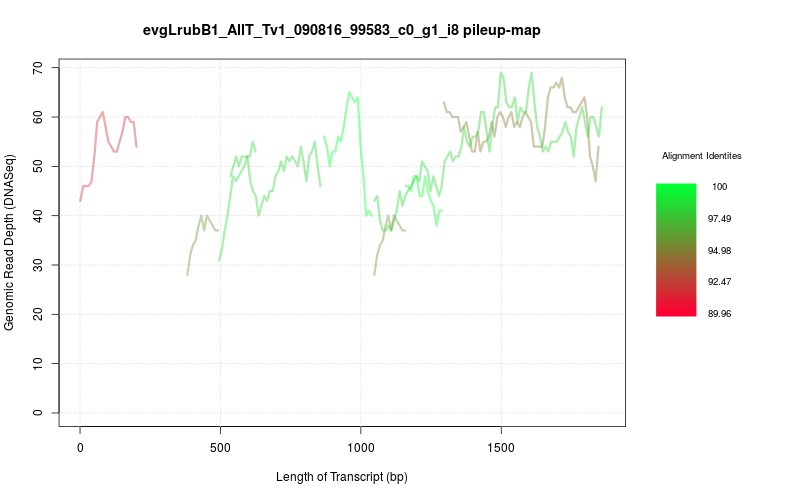 evgLrubB1_AllT_Tv1_090816_99583_c0_g1_i8 pileup-map
Genomic Read Depth (DNASeq)
70
60
50
40
30
20
10
0
0 500 1000 1500
Length of Transcript (bp)
Alignment Identites
100
97.49
94.98
92.47
89.96